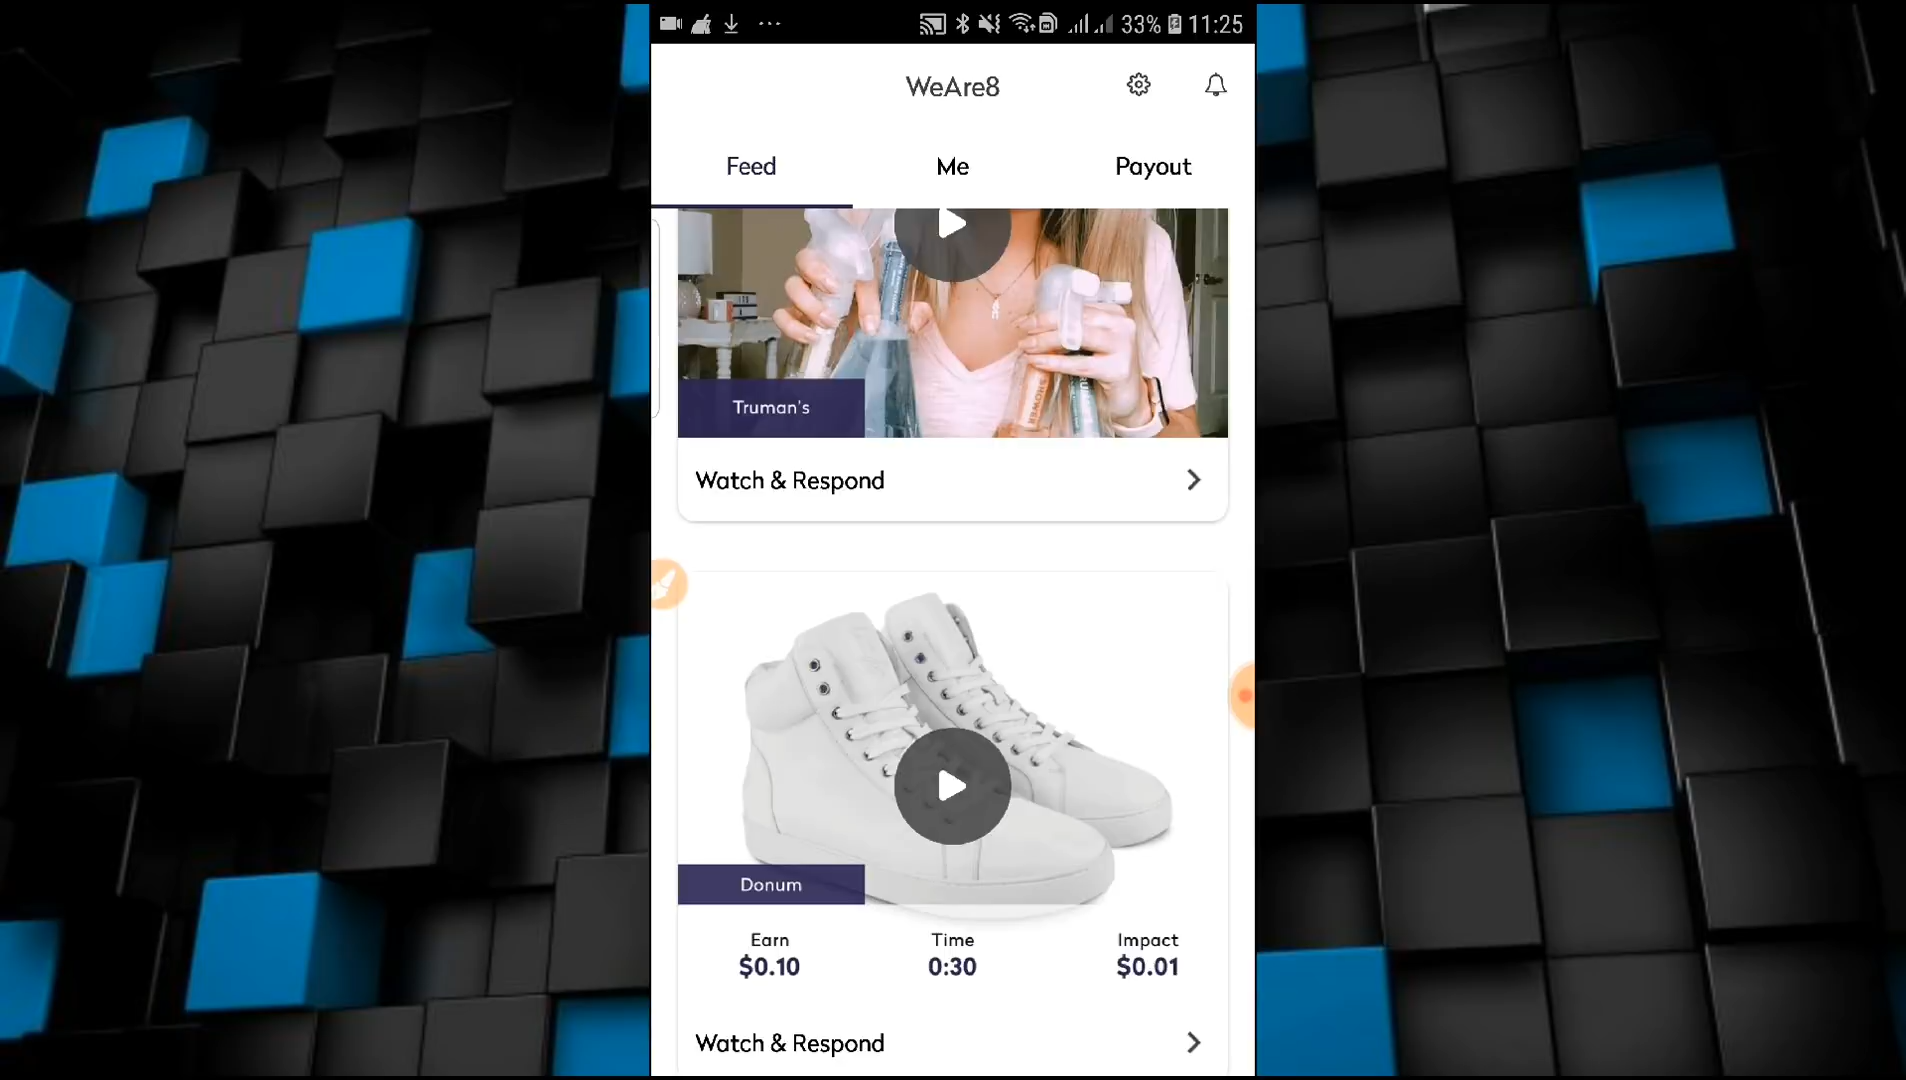 33% 11:25
WeAre8
Feed Me Payout
Truman's
Watch & Respond
Donum
Earn Time Impact
$0.10 0:30 $0.01
Watch & Respond